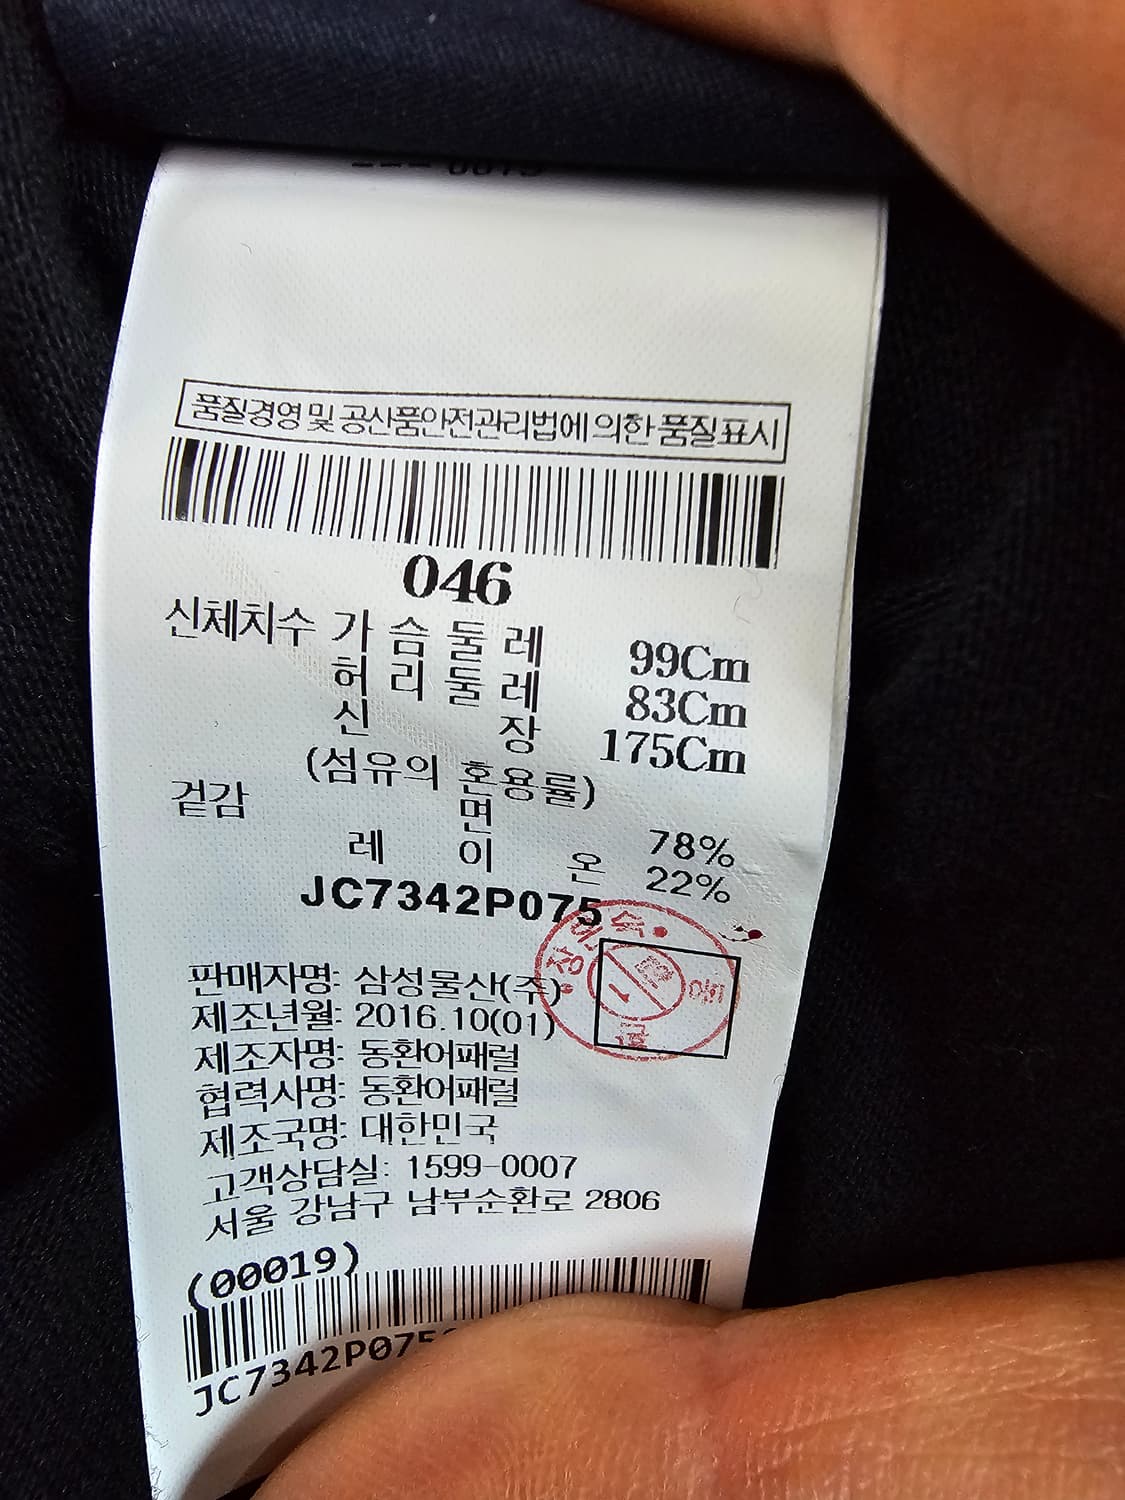 품질경영 및 공산품안전관리법에 의한 품질표시
046
신체치수 가 슴 둘 레 99Cm
허 리 둘 레 83Cm
신 장 175Cm
(섬유의 혼용률)
겉감 면 78%
레 이 온 22%
JC7342P075
판매자명: 삼성물산(주)
제조년월: 2016.10(01)
제조자명: 동환어패럴
협력사명: 동환어패럴
제조국명: 대한민국
고객상담실: 1599-0007
서울 강남구 남부순환로 2806
(00019)